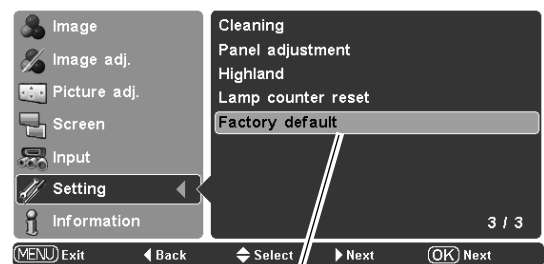 Image
Image adj.
Picture adj.
Screen
Input
Setting
Information
Cleaning
Panel adjustment
Highland
Lamp counter reset
Factory default
3 / 3
MENU Exit Back Select Next OK Next